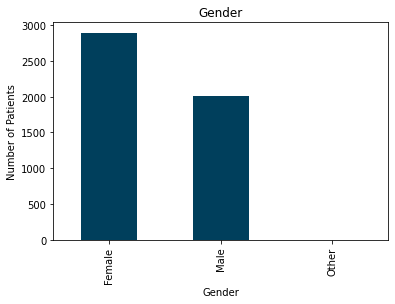 Gender
3000
2500
2000
1500
1000
500
0
Number of Patients
Female
Male
Other
Gender